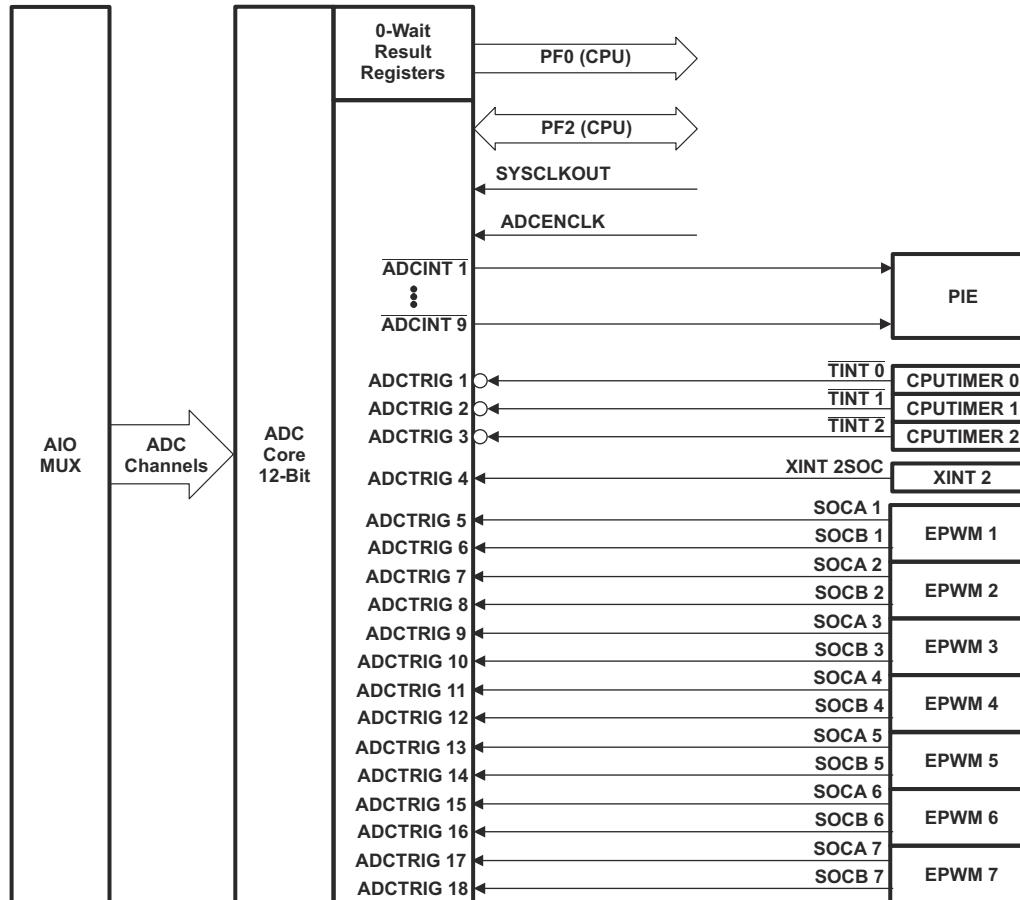 0-Wait
Result
Registers
PF0 (CPU)
PF2 (CPU)
SYSCLKOUT
ADCENCLK
ADCINT 1
ADCINT 9
PIE
AIO
MUX
ADC
Channels
ADC
Core
12-Bit
ADCTRIG 1
TINT 0
CPUTIMER 0
ADCTRIG 2
TINT 1
CPUTIMER 1
ADCTRIG 3
TINT 2
CPUTIMER 2
ADCTRIG 4
XINT 2SOC
XINT 2
ADCTRIG 5
SOCA 1
ADCTRIG 6
SOCB 1
EPWM 1
ADCTRIG 7
SOCA 2
ADCTRIG 8
SOCB 2
EPWM 2
ADCTRIG 9
SOCA 3
ADCTRIG 10
SOCB 3
EPWM 3
ADCTRIG 11
SOCA 4
ADCTRIG 12
SOCB 4
EPWM 4
ADCTRIG 13
SOCA 5
ADCTRIG 14
SOCB 5
EPWM 5
ADCTRIG 15
SOCA 6
ADCTRIG 16
SOCB 6
EPWM 6
ADCTRIG 17
SOCA 7
ADCTRIG 18
SOCB 7
EPWM 7